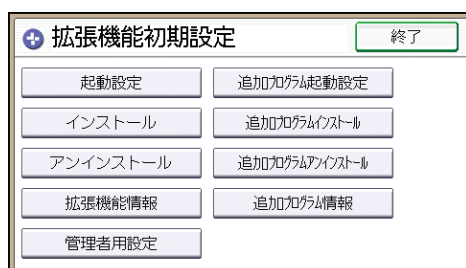 拡張機能初期設定
終了
起動設定
追加ﾌﾟﾛｸﾞﾗﾑ起動設定
インストール
追加ﾌﾟﾛｸﾞﾗﾑｲﾝｽﾄｰﾙ
アンインストール
追加ﾌﾟﾛｸﾞﾗﾑｱﾝｲﾝｽﾄｰﾙ
拡張機能情報
追加ﾌﾟﾛｸﾞﾗﾑ情報
管理者用設定